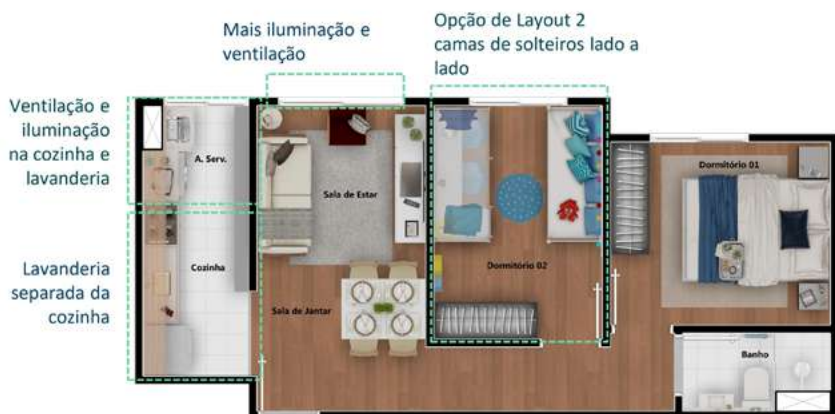 Mais iluminação e
ventilação
Opção de Layout 2
camas de solteiros lado a
lado
Ventilação e
iluminação
na cozinha e
lavanderia
Lavanderia
separada da
cozinha
A. Serv.
Cozinha
Sala de Estar
Sala de Jantar
Dormitório 02
Dormitório 01
Banho